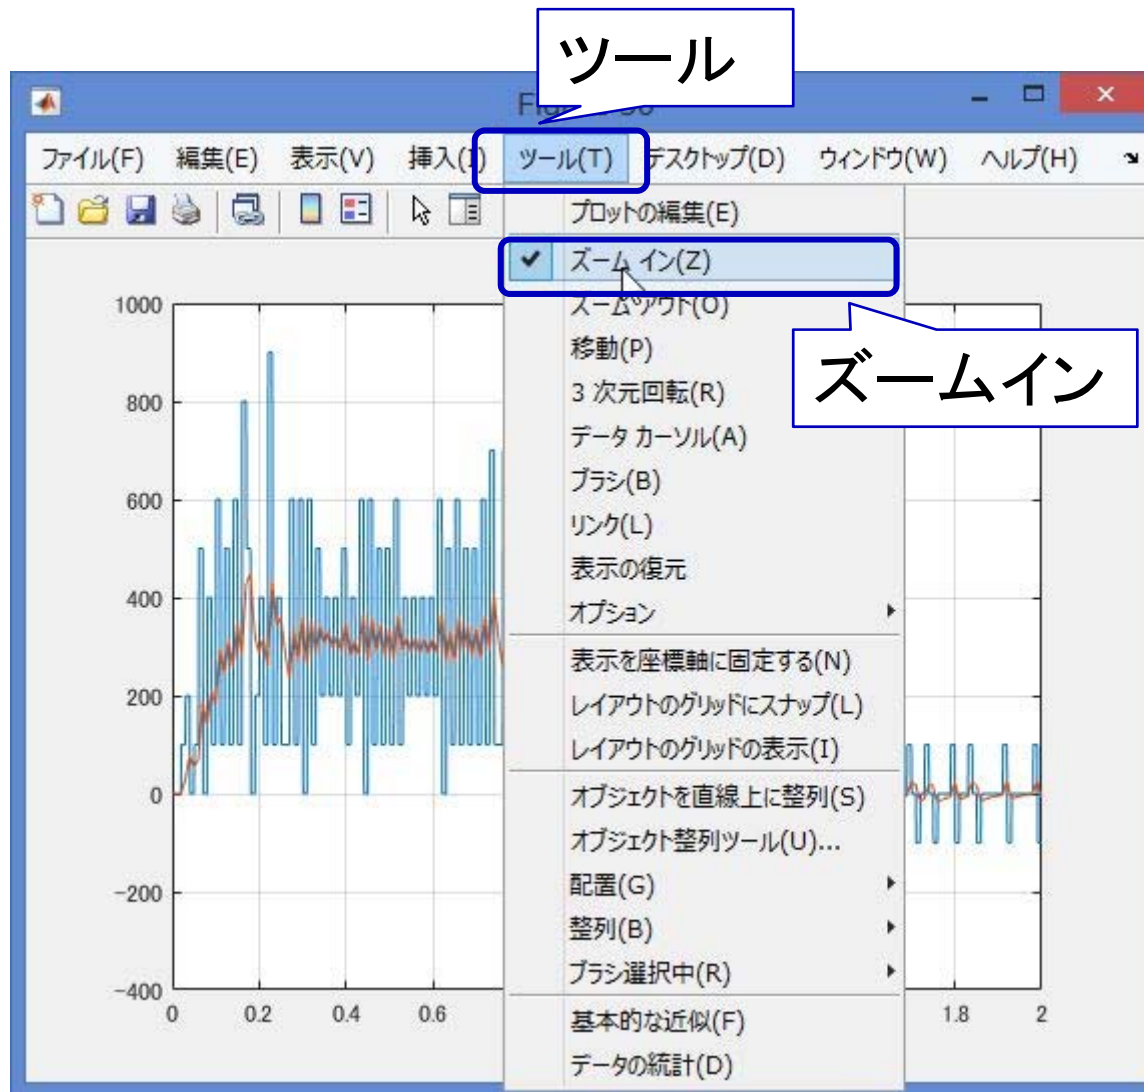 ツール
ファイル(F) 編集(E) 表示(V) 挿入(I) ツール(T) デスクトップ(D) ウィンドウ(W) ヘルプ(H)
プロットの編集(E)
ズーム イン(Z)
ズームアウト(O)
移動(P)
ズームイン
3 次元回転(R)
データ カーソル(A)
ブラシ(B)
リンク(L)
表示の復元
オプション
表示を座標軸に固定する(N)
レイアウトのグリッドにスナップ(L)
レイアウトのグリッドの表示(I)
オブジェクトを直線上に整列(S)
オブジェクト整列ツール(U)...
配置(G)
整列(B)
ブラシ選択中(R)
基本的な近似(F)
データの統計(D)
1000
800
600
400
200
0
−200
−400
0 0.2 0.4 0.6 1.8 2